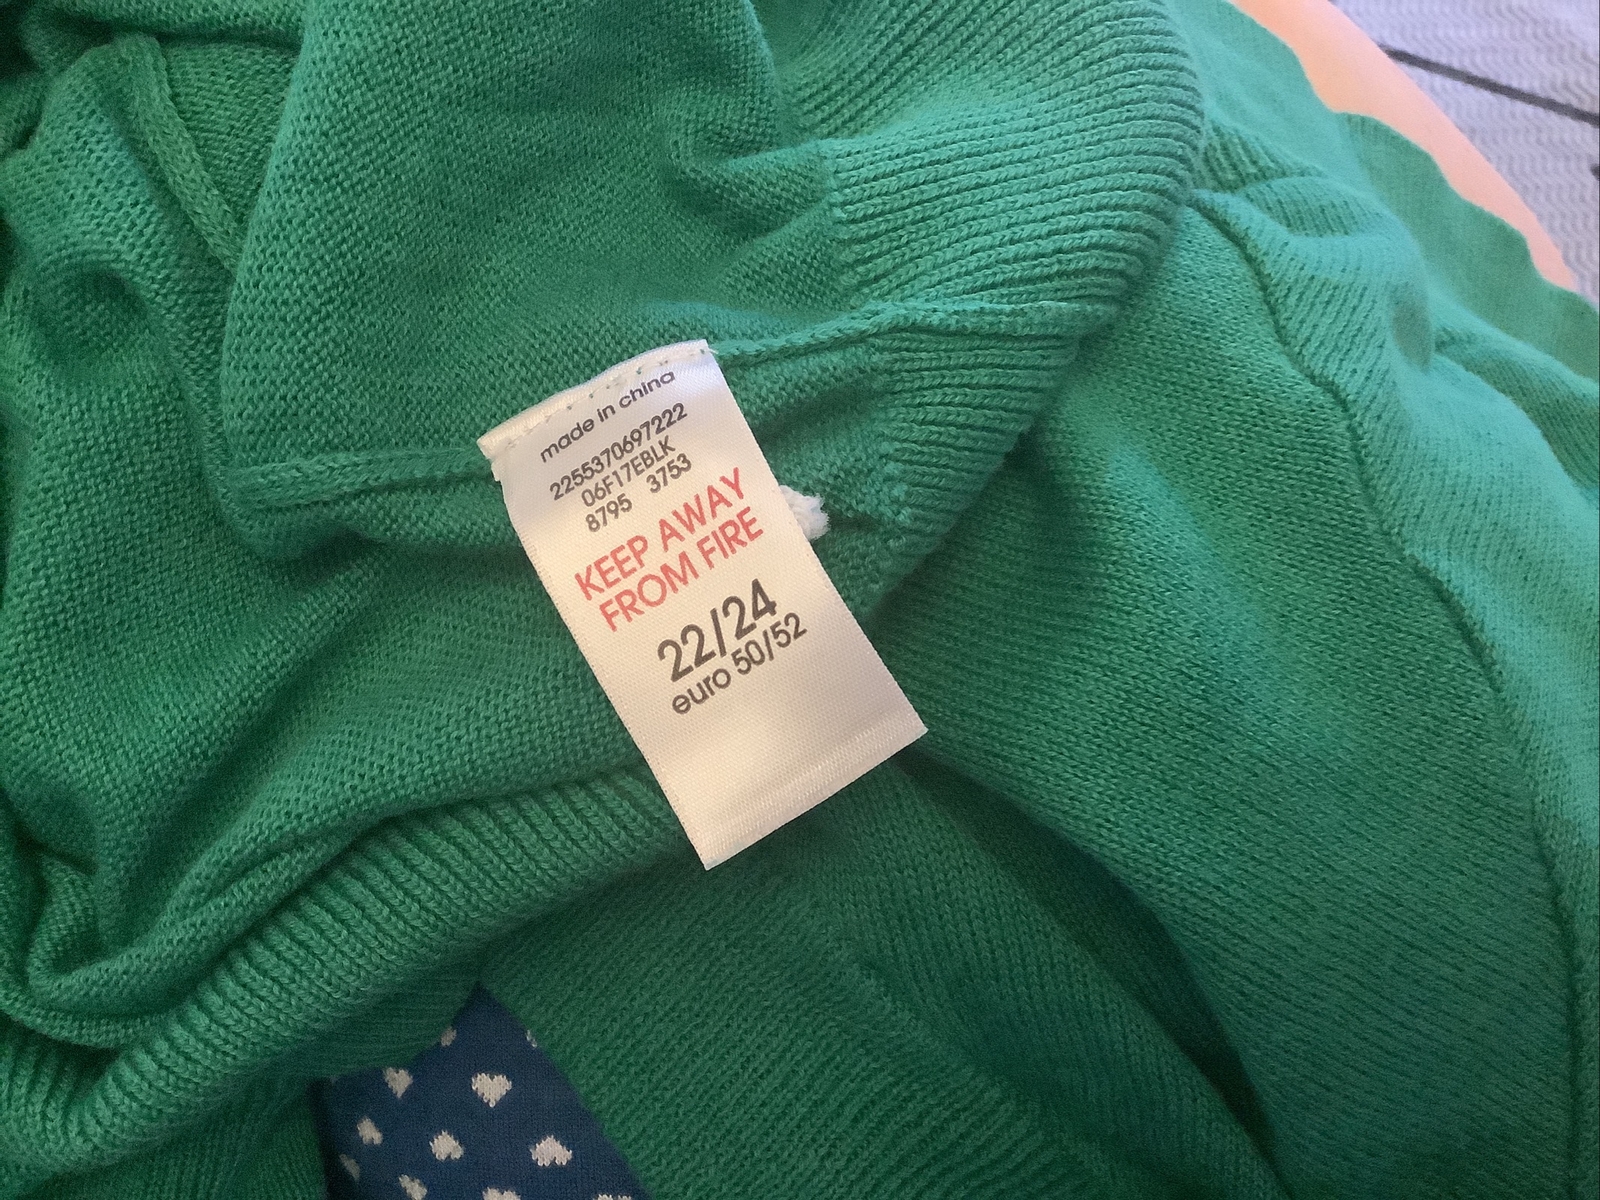 made in china
2255370697222
06F17EBLK
8795 3753
KEEP AWAY
FROM FIRE
22/24
euro 50/52